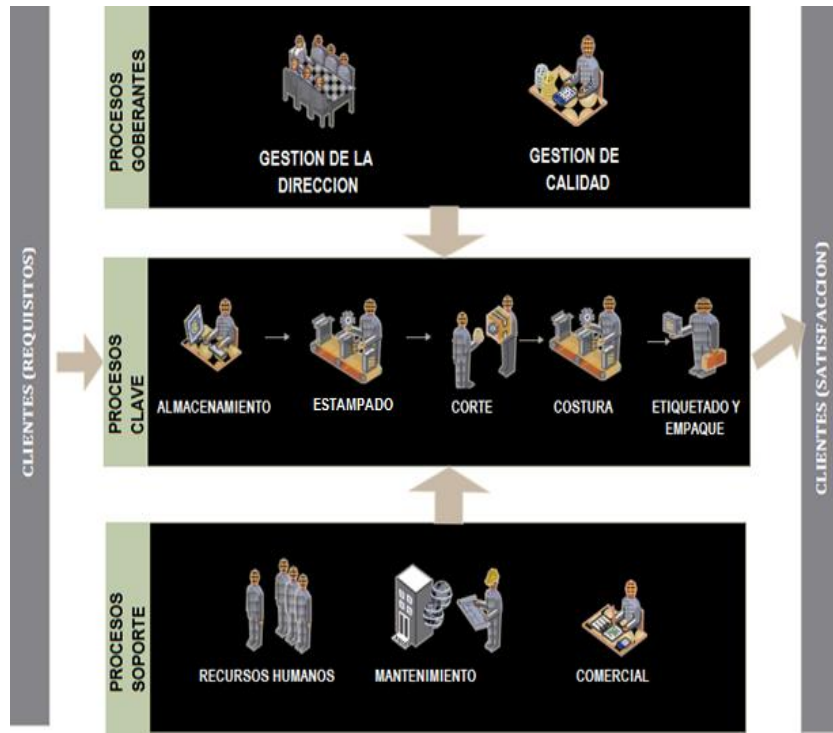 CLIENTES (REQUISITOS)
PROCESOS
GOBERANTES
GESTION DE LA
DIRECCION
GESTION DE
CALIDAD
PROCESOS
CLAVE
ALMACENAMIENTO
ESTAMPADO
CORTE
COSTURA
ETIQUETADO Y
EMPAQUE
PROCESOS
SOPORTE
RECURSOS HUMANOS
MANTENIMIENTO
COMERCIAL
CLIENTES (SATISFACCION)